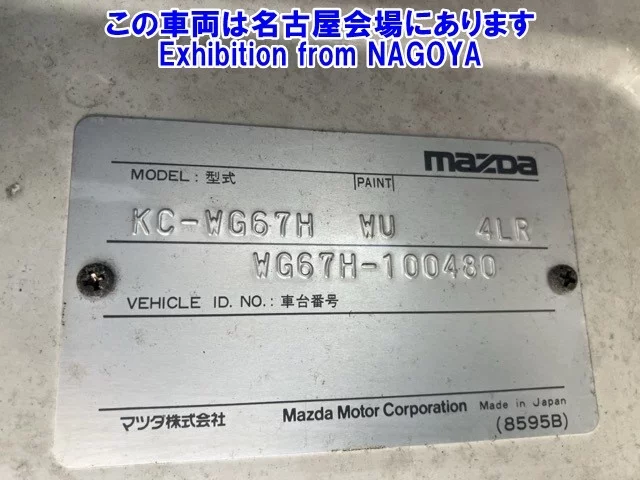 この車両は名古屋会場にあります
Exhibition from NAGOYA
mazda
MODEL: 型式 PAINT
KC-WG67H WU 4LR
WG67H-100480
VEHICLE ID. NO.: 車台番号
マツダ株式会社 Mazda Motor Corporation Made in Japan
(8595B)